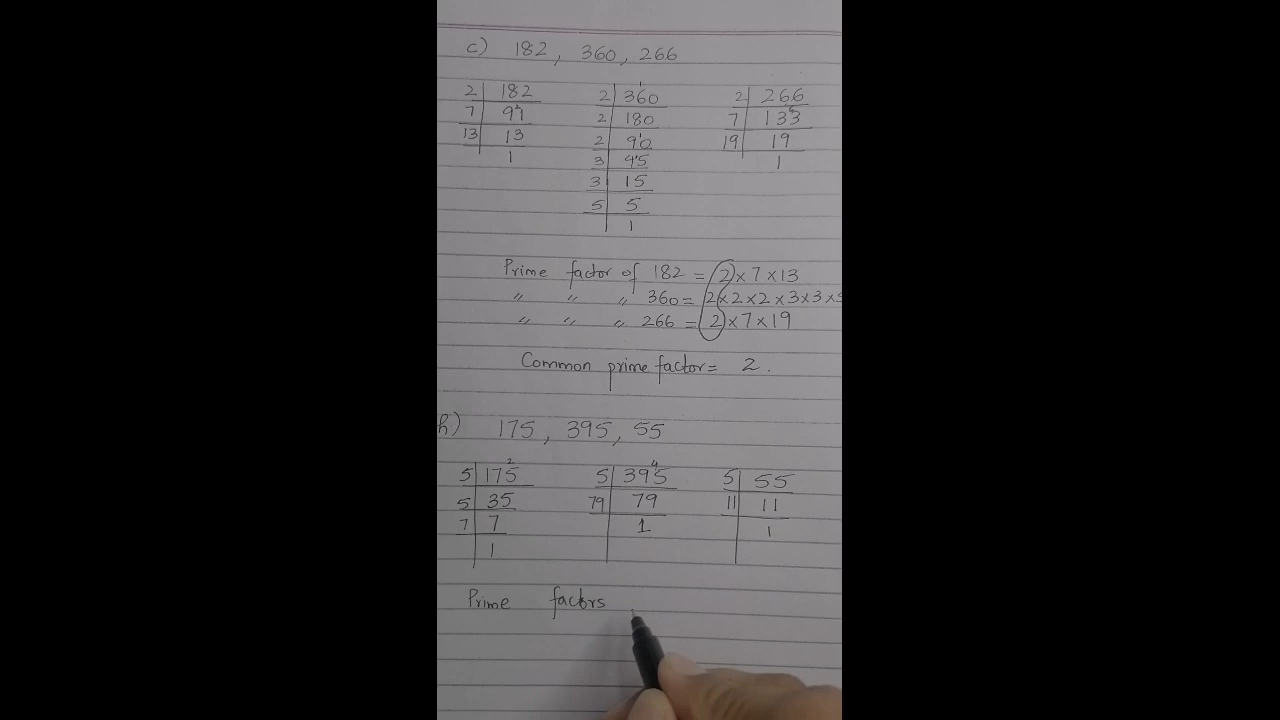 c) 182, 360, 266
2 | 182
7 | 91
13 | 13
1
2 | 360
2 | 180
2 | 90
3 | 45
3 | 15
5 | 5
1
2 | 266
7 | 133
19 | 19
1
Prime factor of 182 = 2 × 7 × 13
〃 〃 〃 360 = 2 × 2 × 2 × 3 × 3 × 5
〃 〃 〃 266 = 2 × 7 × 19
Common prime factor = 2.
h) 175, 395, 55
5 | 175
5 | 35
7 | 7
1
5 | 395
79 | 79
1
5 | 55
11 | 11
1
Prime factors